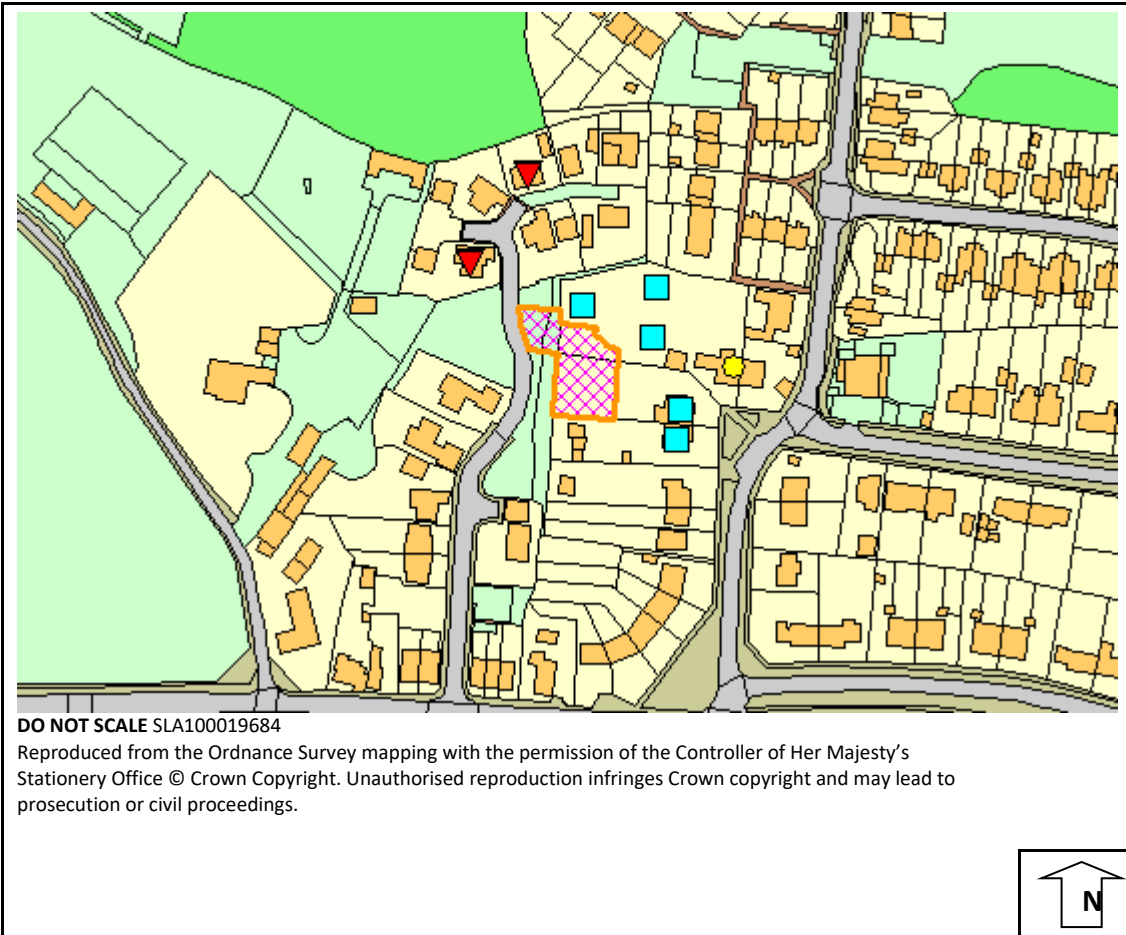 DO NOT SCALE SLA100019684
Reproduced from the Ordnance Survey mapping with the permission of the Controller of Her Majesty’s
Stationery Office © Crown Copyright. Unauthorised reproduction infringes Crown copyright and may lead to
prosecution or civil proceedings.
N